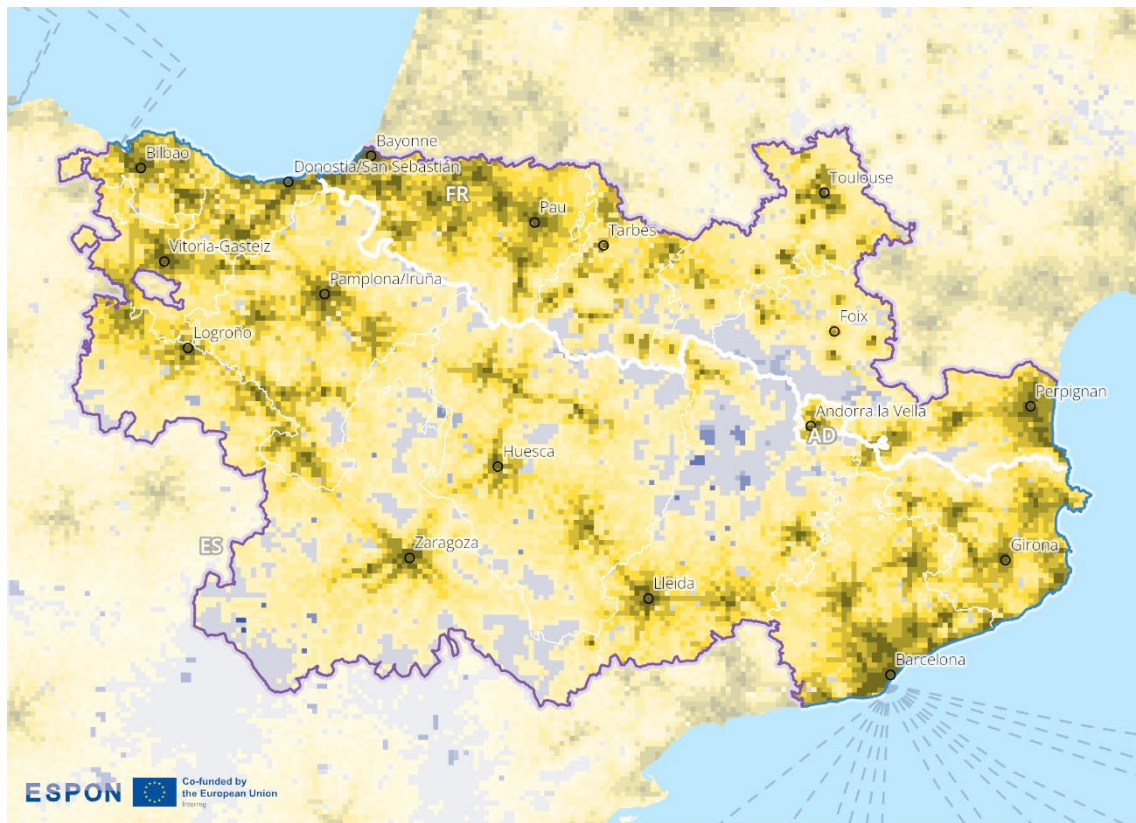 Bayonne
Bilbao
Donostia/San Sebastián
Toulouse
FR
Pau
Tarbes
Vitoria-Gasteiz
Pamplona/Iruña
Foix
Logroño
Perpignan
Andorra la Vella
AD
Huesca
ES
Zaragoza
Girona
Lleida
Barcelona
ESPON
Co-funded by
the European Union
Interreg